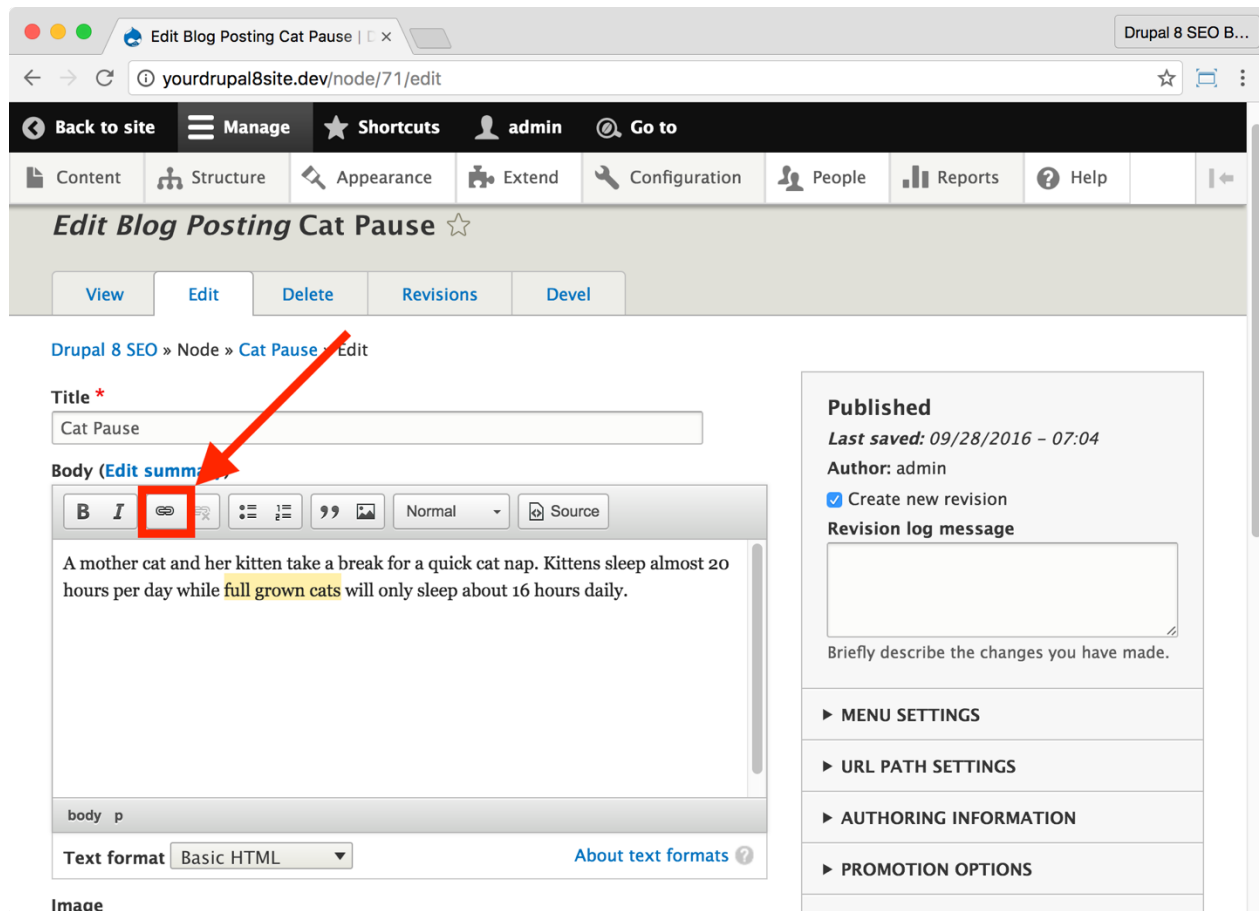 Edit Blog Posting Cat Pause | D
Drupal 8 SEO B...
yourdrupal8site.dev/node/71/edit
Back to site Manage Shortcuts admin Go to
Content Structure Appearance Extend Configuration People Reports Help
Edit Blog Posting Cat Pause
View Edit Delete Revisions Devel
Drupal 8 SEO » Node » Cat Pause » Edit
Title *
Cat Pause
Body (Edit summary)
B I Normal Source
A mother cat and her kitten take a break for a quick cat nap. Kittens sleep almost 20
hours per day while full grown cats will only sleep about 16 hours daily.
body p
Text format Basic HTML About text formats
Image
Published
Last saved: 09/28/2016 - 07:04
Author: admin
Create new revision
Revision log message
Briefly describe the changes you have made.
MENU SETTINGS
URL PATH SETTINGS
AUTHORING INFORMATION
PROMOTION OPTIONS